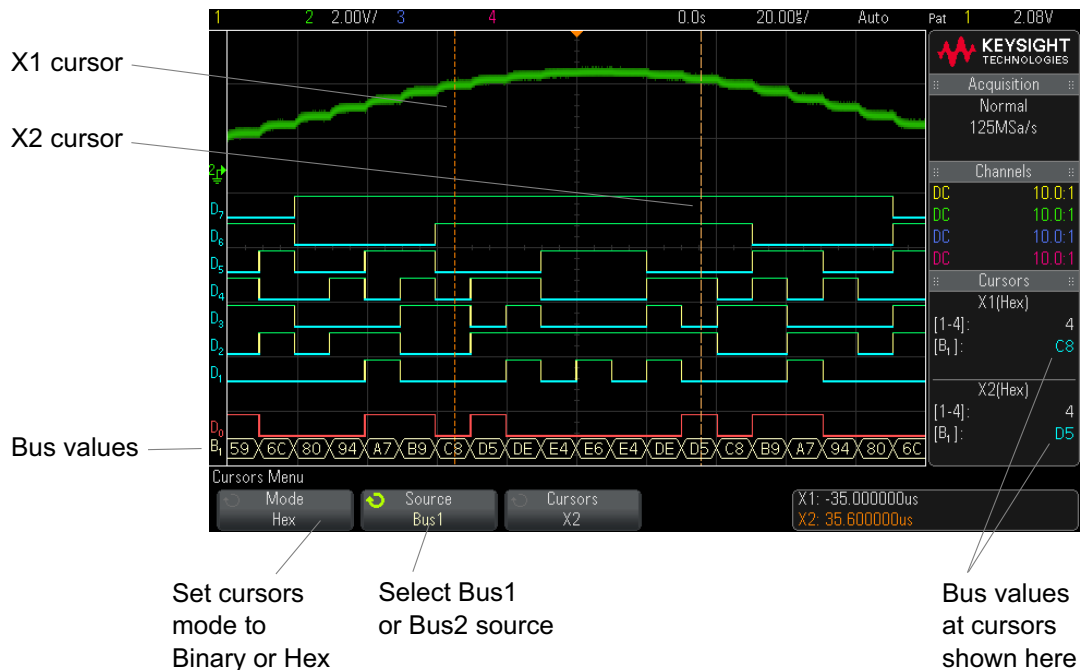 1 2 2.00V/ 3 4 0.0s 20.00㎲/ Auto Pat 1 2.08V
KEYSIGHT
TECHNOLOGIES
Acquisition
Normal
125MSa/s
Channels
DC 10.0:1
DC 10.0:1
DC 10.0:1
DC 10.0:1
Cursors
X1(Hex)
[1-4]: 4
[B1]: C8
X2(Hex)
[1-4]: 4
[B1]: D5
X1 cursor
X2 cursor
2
D7
D6
D5
D4
D3
D2
D1
D0
Bus values
B1 59 6C 80 94 A7 B9 C8 D5 DE E4 E6 E4 DE D5 C8 B9 A7 94 80 6C
Cursors Menu
Mode
Hex
Source
Bus1
Cursors
X2
X1: -35.000000us
X2: 35.600000us
Set cursors
mode to
Binary or Hex
Select Bus1
or Bus2 source
Bus values
at cursors
shown here